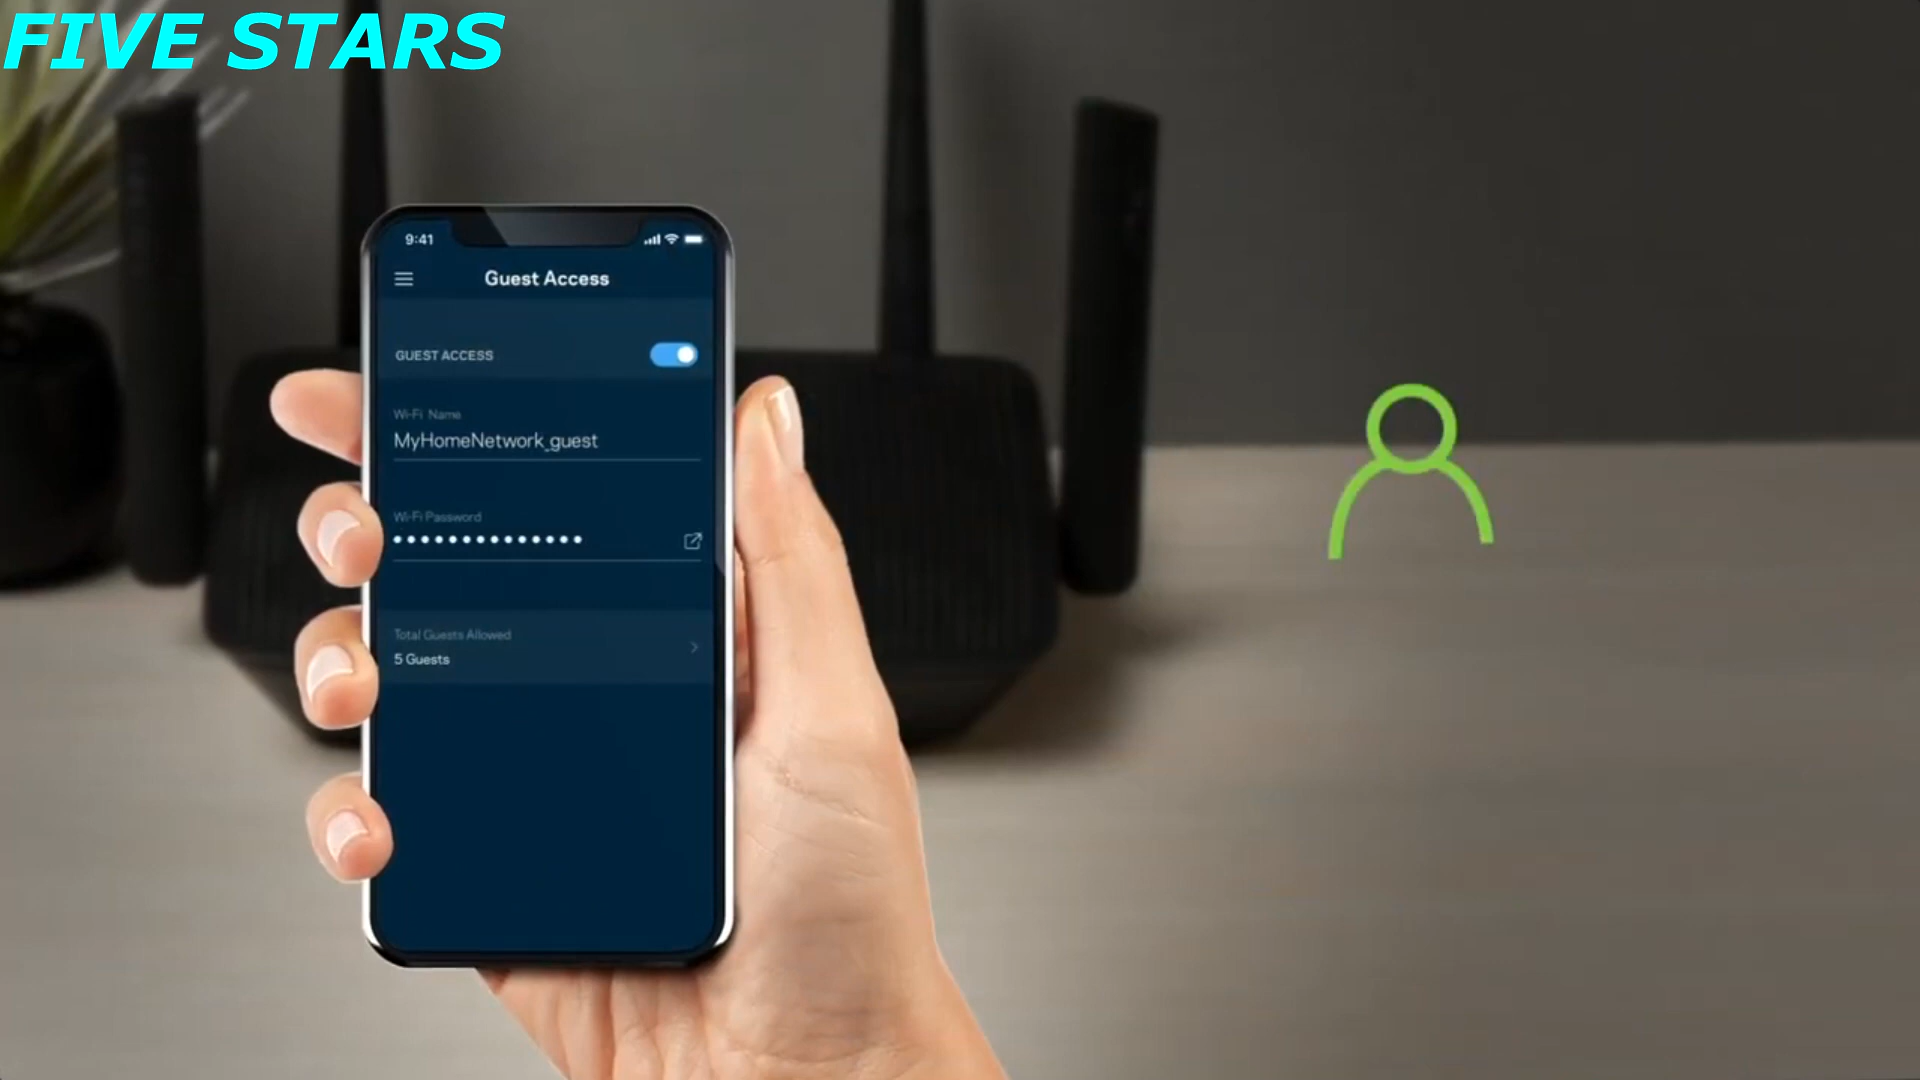 FIVE STARS
9:41
Guest Access
GUEST ACCESS
Wi-Fi Name
MyHomeNetwork_guest
Wi-Fi Password
••••••••••••••
Total Guests Allowed
5 Guests